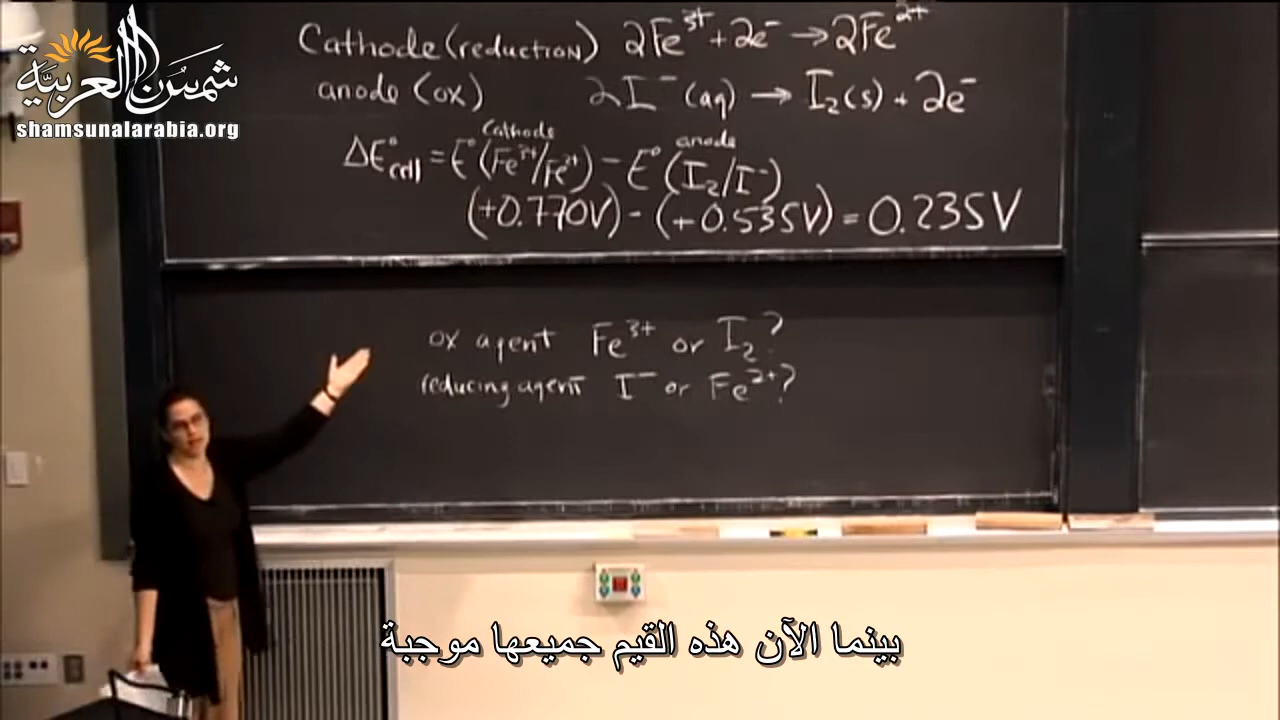 شمسُنا العربيَّة
shamsunalarabia.org
Cathode (reduction) 2Fe³⁺ + 2e⁻ → 2Fe²⁺
anode (ox) 2I⁻ (aq) → I₂(s) + 2e⁻
Cathode anode
ΔE°cell = E° (Fe³⁺/Fe²⁺) - E° (I₂/I⁻)
(+0.770V) - (+0.535V) = 0.235V
ox agent Fe³⁺ or I₂?
reducing agent I⁻ or Fe²⁺?
بينما الآن هذه القيم جميعها موجبة